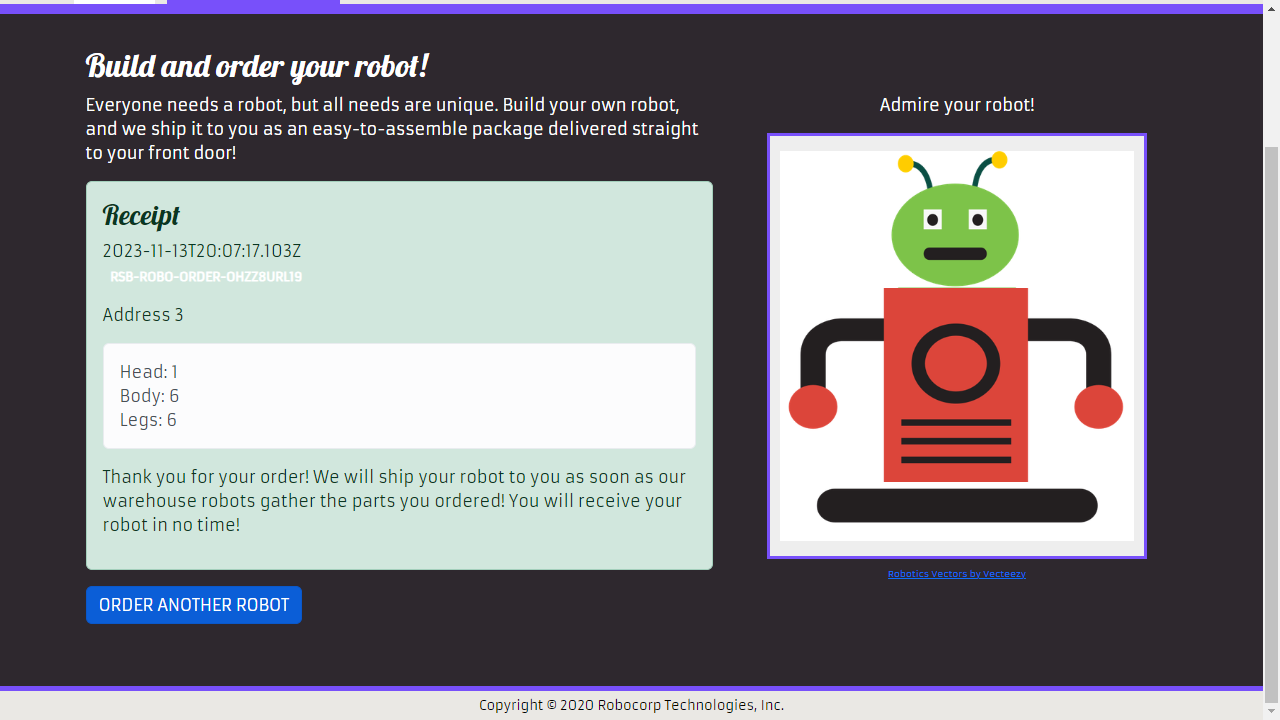 Build and order your robot!
Everyone needs a robot, but all needs are unique. Build your own robot,
and we ship it to you as an easy-to-assemble package delivered straight
to your front door!
Receipt
2023-11-13T20:07:17.103Z
RSB-ROBO-ORDER-OHZZ8URL19
Address 3
Head: 1
Body: 6
Legs: 6
Thank you for your order! We will ship your robot to you as soon as our
warehouse robots gather the parts you ordered! You will receive your
robot in no time!
ORDER ANOTHER ROBOT
Admire your robot!
Robotics Vectors by Vecteezy
Copyright © 2020 Robocorp Technologies, Inc.